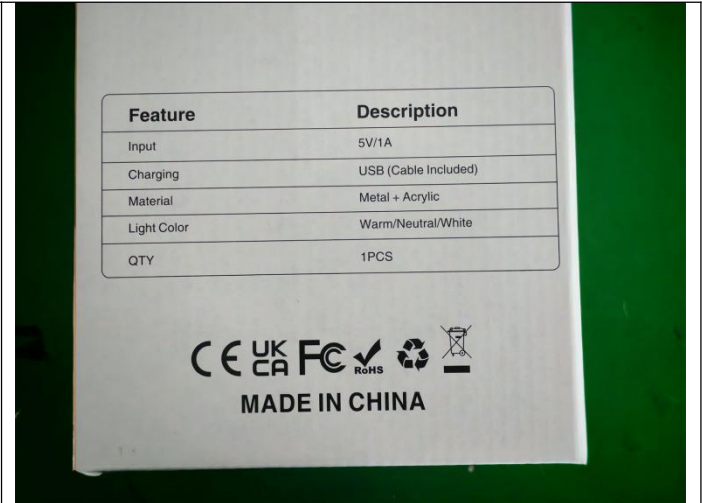 Feature Description
Input 5V/1A
Charging USB (Cable Included)
Material Metal + Acrylic
Light Color Warm/Neutral/White
QTY 1PCS
CE UK CA FC RoHS
MADE IN CHINA